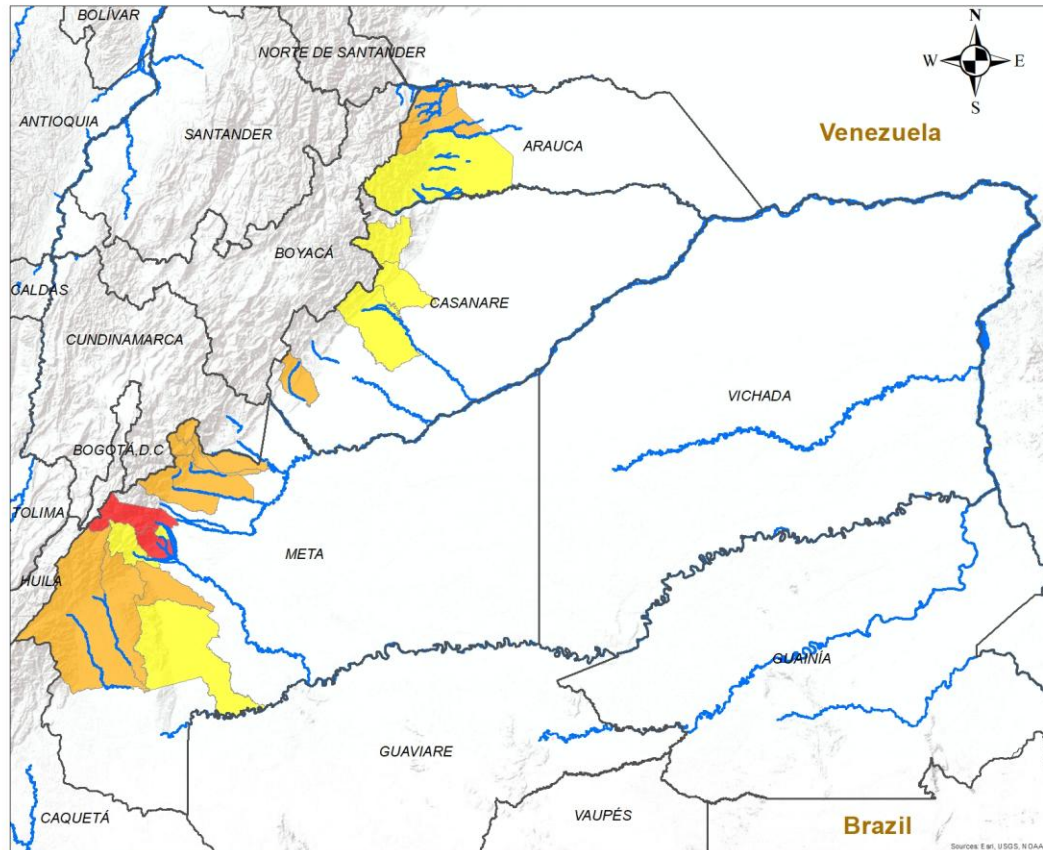 BOLÍVAR
NORTE DE SANTANDER
N
W E
S
ANTIOQUIA
SANTANDER
ARAUCA
Venezuela
BOYACÁ
CALDAS
CASANARE
CUNDINAMARCA
VICHADA
BOGOTÁ,D.C
TOLIMA
META
HUILA
GUAINÍA
GUAVIARE
CAQUETÁ
VAUPÉS
Brazil
Sources: Esri, USGS, NOAA